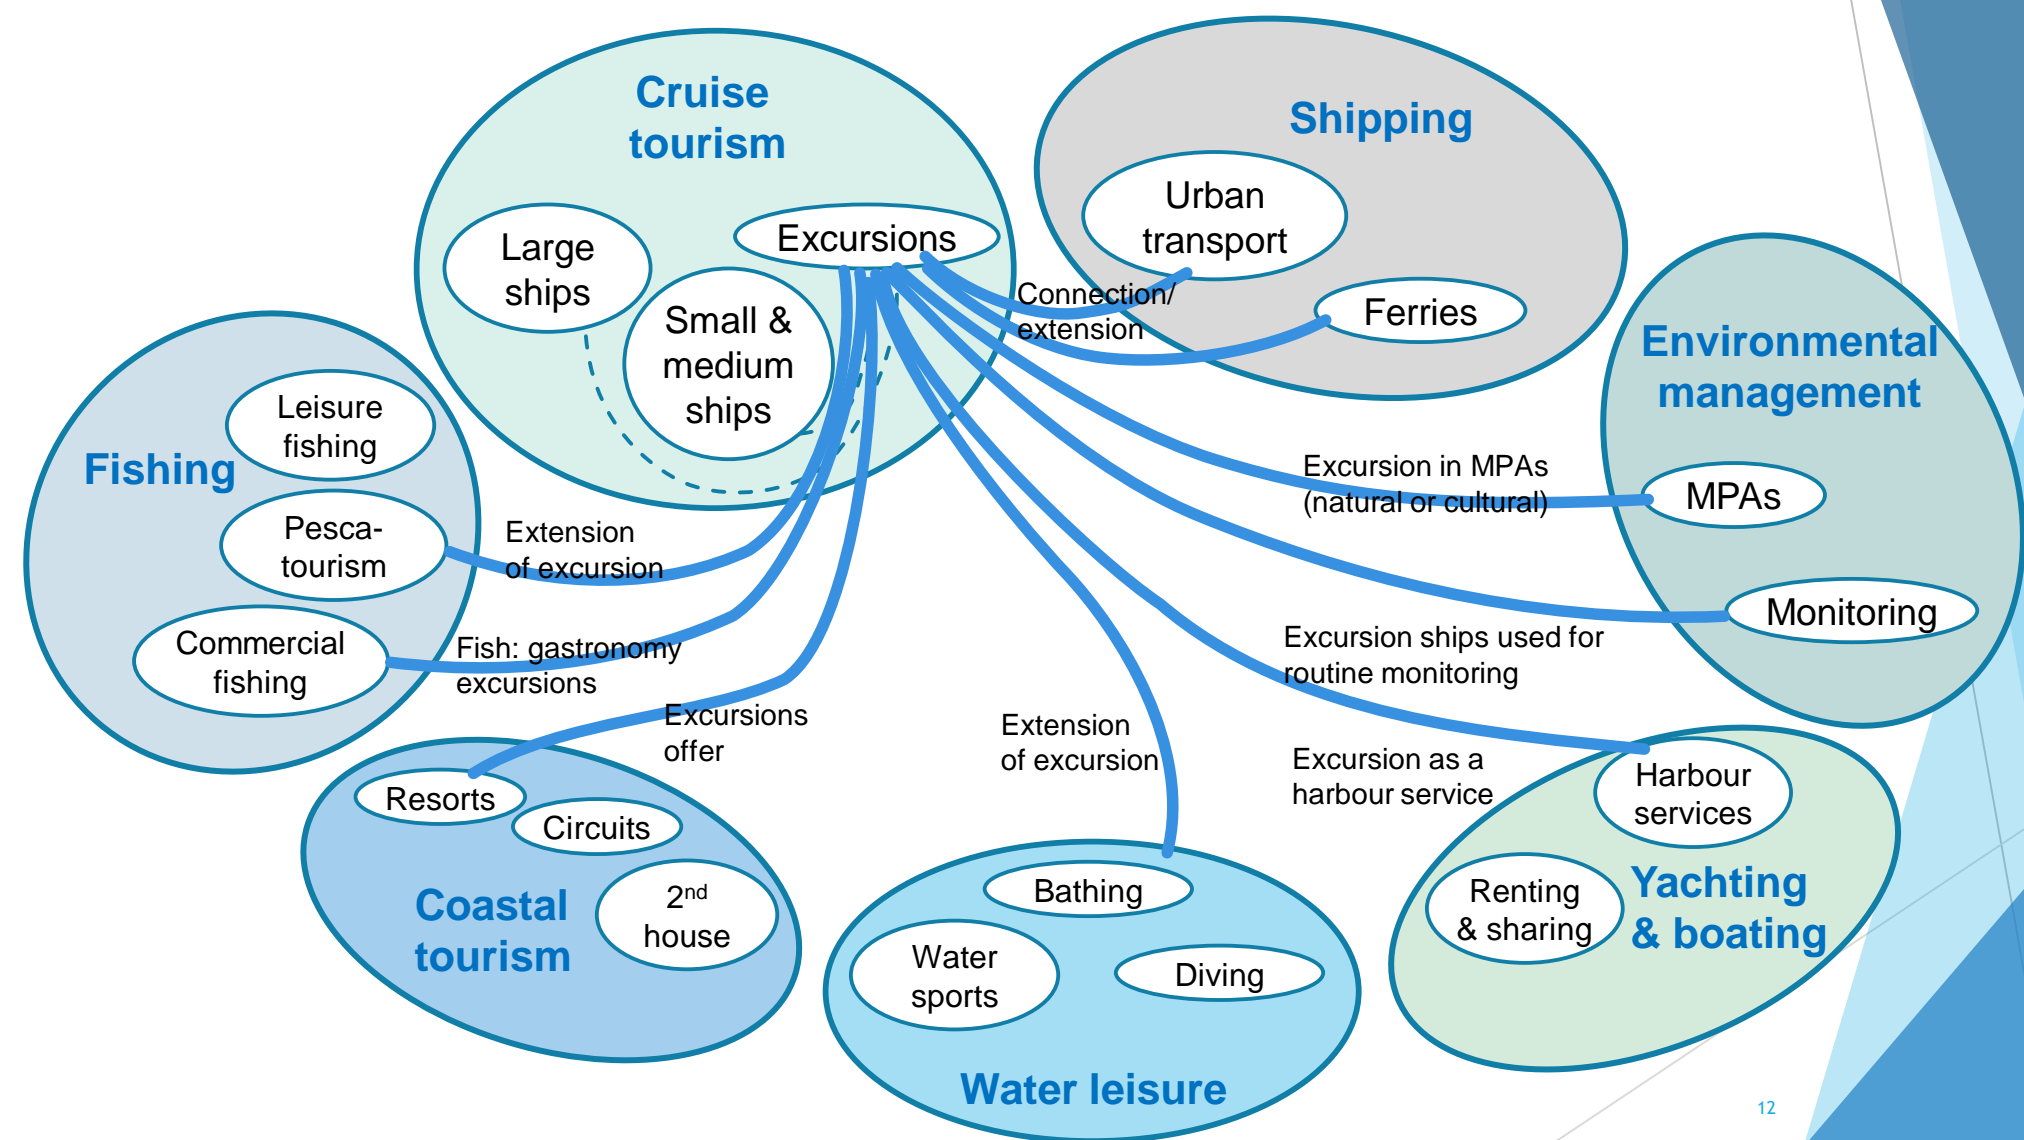 Cruise
tourism
Large
ships
Small &
medium
ships
Excursions
Shipping
Urban
transport
Ferries
Connection/
extension
Environmental
management
MPAs
Monitoring
Excursion in MPAs
(natural or cultural)
Excursion ships used for
routine monitoring
Fishing
Leisure
fishing
Pesca-
tourism
Commercial
fishing
Extension
of excursion
Fish: gastronomy
excursions
Excursions
offer
Coastal
tourism
Resorts
Circuits
2nd
house
Extension
of excursion
Water leisure
Bathing
Water
sports
Diving
Excursion as a
harbour service
Yachting
& boating
Harbour
services
Renting
& sharing
12